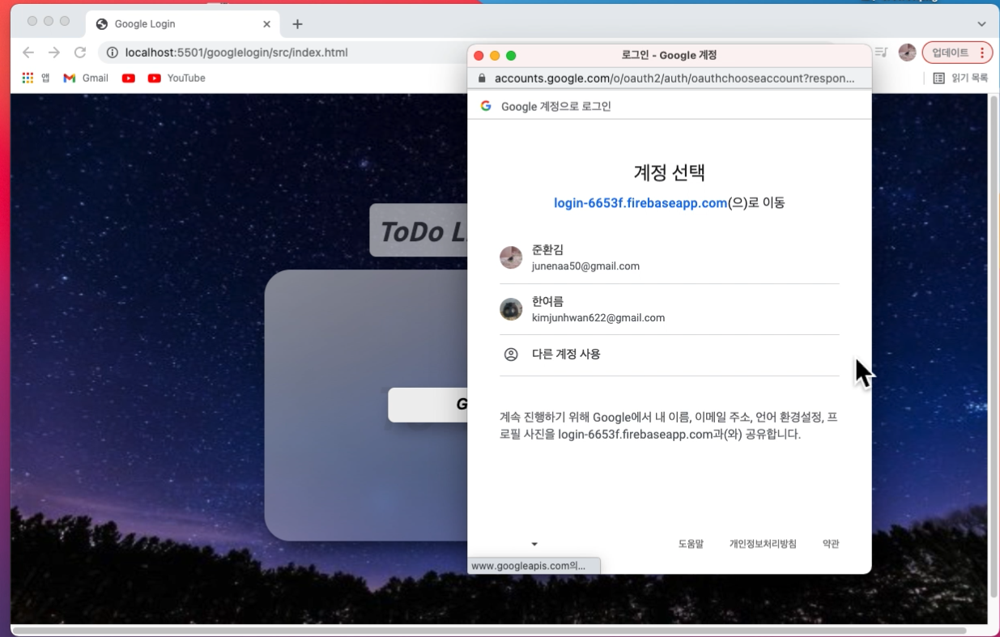 Google Login
localhost:5501/googlelogin/src/index.html
업데이트
앱
Gmail
YouTube
읽기 목록
ToDo L
G
로그인 - Google 계정
accounts.google.com/o/oauth2/auth/oauthchooseaccount?respon...
Google 계정으로 로그인
계정 선택
login-6653f.firebaseapp.com(으)로 이동
준환김
junenaa50@gmail.com
한여름
kimjunhwan622@gmail.com
다른 계정 사용
계속 진행하기 위해 Google에서 내 이름, 이메일 주소, 언어 환경설정, 프
로필 사진을 login-6653f.firebaseapp.com과(와) 공유합니다.
도움말
개인정보처리방침
약관
www.googleapis.com의...